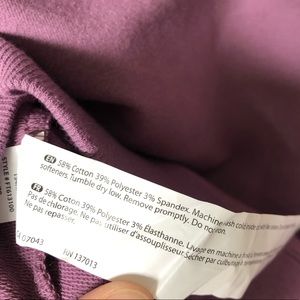 EN 58% Cotton 39% Polyester 3% Spandex. Machine wash cold inside
softeners. Tumble dry low. Remove promptly. Do not iron.
FR 58% Coton 39% Polyester 3% Élasthanne. Lavage en machine à froid
Pas de chlorage. Ne pas utiliser d'assouplisseur. Sécher par culbutage
Ne pas repasser.
07043
137013
STYLE #